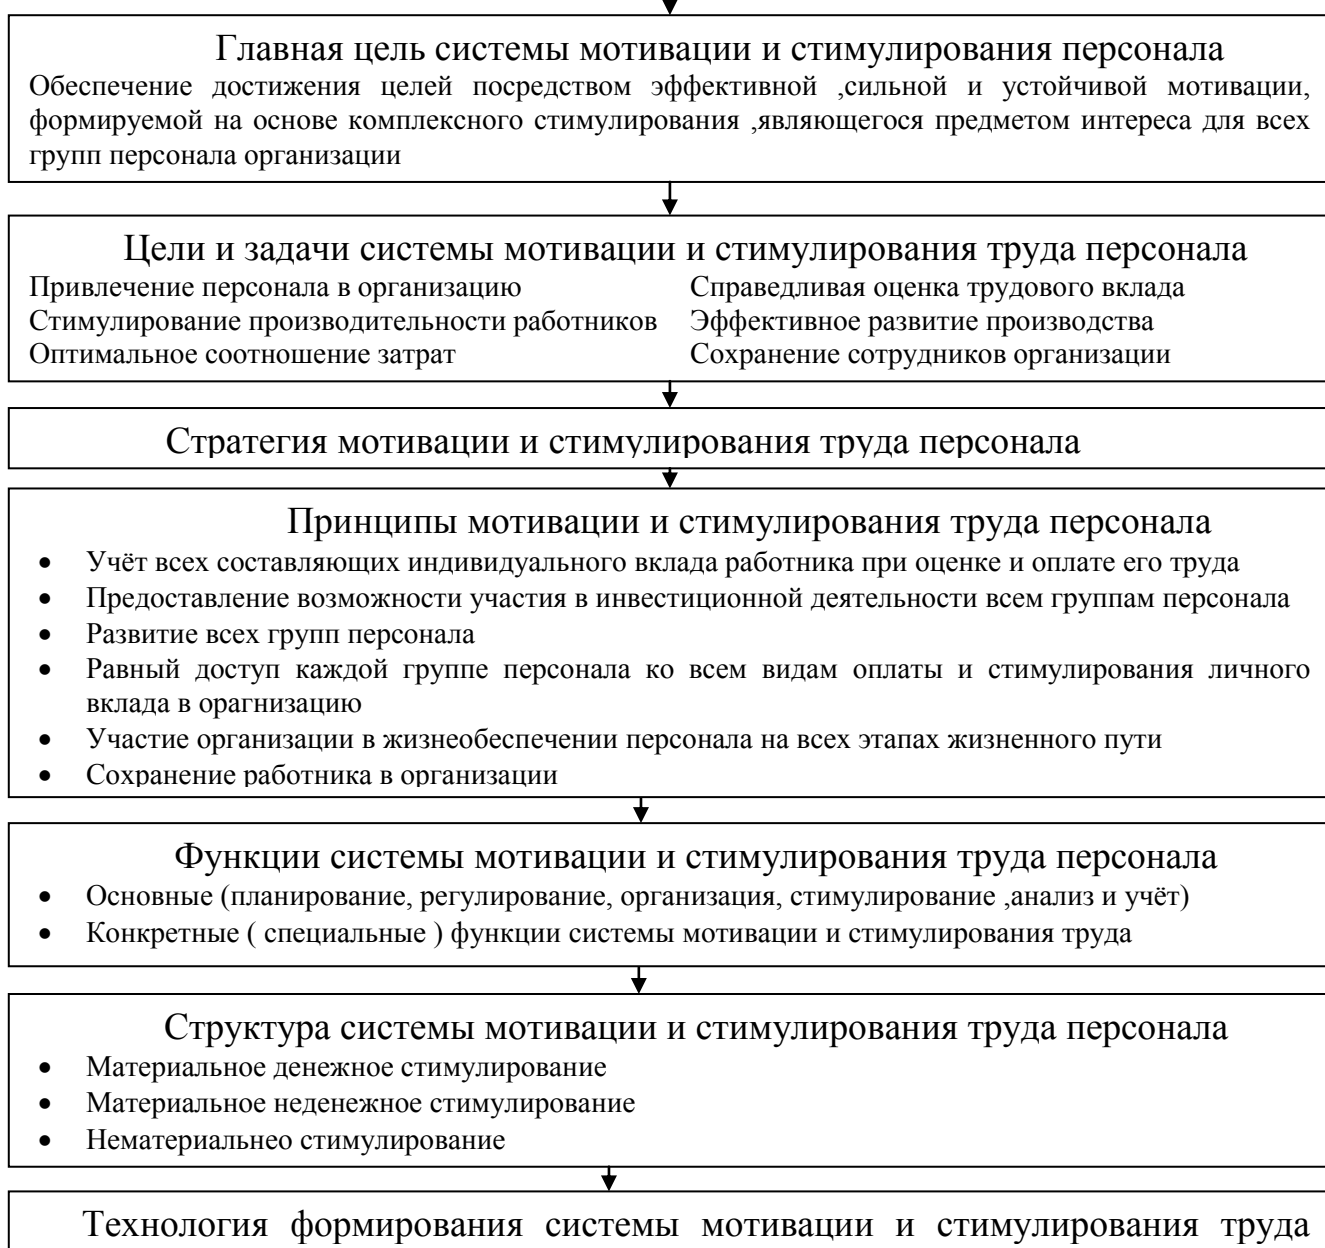 Главная цель системы мотивации и стимулирования персонала
Обеспечение достижения целей посредством эффективной ,сильной и устойчивой мотивации,
формируемой на основе комплексного стимулирования ,являющегося предметом интереса для всех
групп персонала организации
Цели и задачи системы мотивации и стимулирования труда персонала
Привлечение персонала в организацию Справедливая оценка трудового вклада
Стимулирование производительности работников Эффективное развитие производства
Оптимальное соотношение затрат Сохранение сотрудников организации
Стратегия мотивации и стимулирования труда персонала
Принципы мотивации и стимулирования труда персонала
• Учёт всех составляющих индивидуального вклада работника при оценке и оплате его труда
• Предоставление возможности участия в инвестиционной деятельности всем группам персонала
• Развитие всех групп персонала
• Равный доступ каждой группе персонала ко всем видам оплаты и стимулирования личного
вклада в орагнизацию
• Участие организации в жизнеобеспечении персонала на всех этапах жизненного пути
• Сохранение работника в организации
Функции системы мотивации и стимулирования труда персонала
• Основные (планирование, регулирование, организация, стимулирование ,анализ и учёт)
• Конкретные ( специальные ) функции системы мотивации и стимулирования труда
Структура системы мотивации и стимулирования труда персонала
• Материальное денежное стимулирование
• Материальное неденежное стимулирование
• Нематериальнео стимулирование
Технология формирования системы мотивации и стимулирования труда